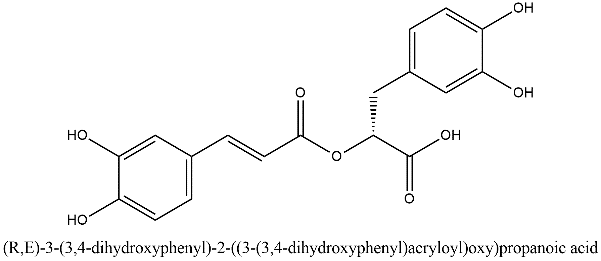 OH
OH
O
HO
OH
O
HO
O
(R,E)-3-(3,4-dihydroxyphenyl)-2-((3-(3,4-dihydroxyphenyl)acryloyl)oxy)propanoic acid